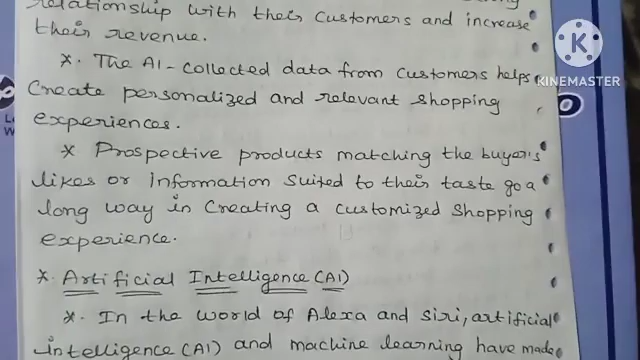 relationship with their customers and increase
their revenue.
* The AI-collected data from customers helps
create personalized and relevant shopping
experiences.
* Prospective products matching the buyer's
likes or information suited to their taste go a
long way in creating a customized shopping
experience.
* Artificial Intelligence (AI)
* In the world of Alexa and Siri, artificial
intelligence (AI) and machine learning have made
KINEMASTER